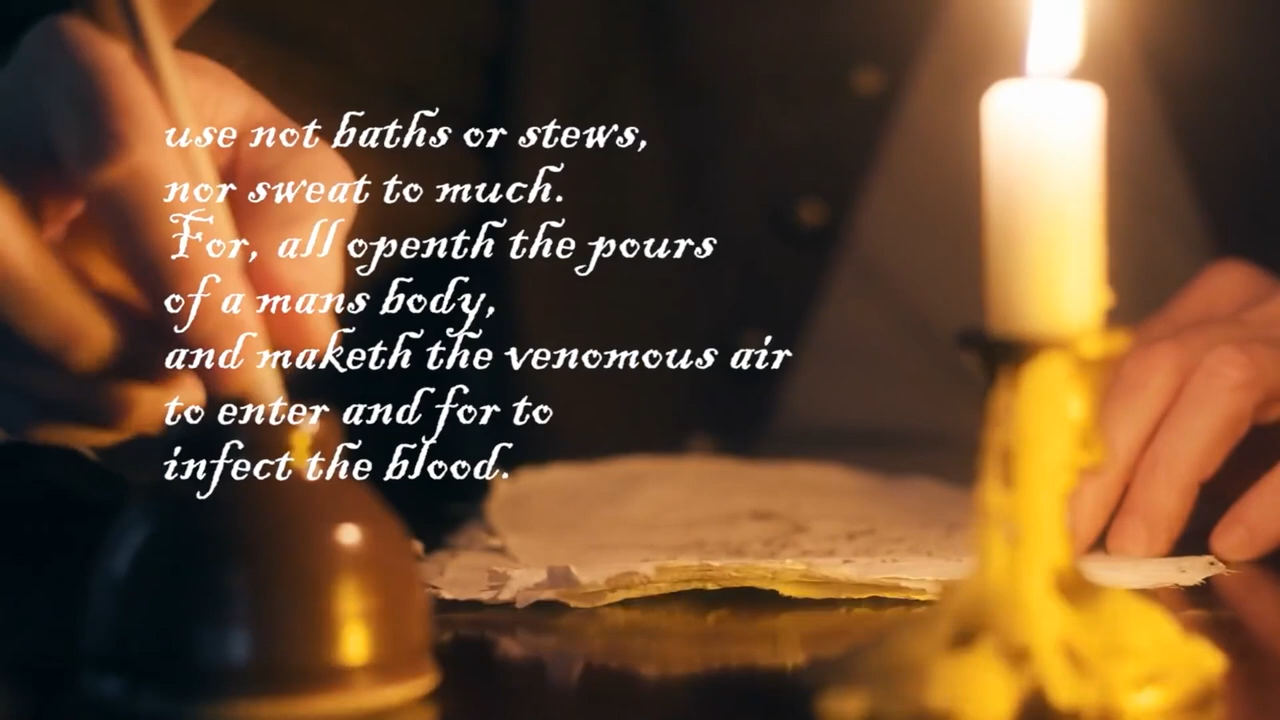 use not baths or stews,
nor sweat to much.
For, all openth the pours
of a mans body,
and maketh the venomous air
to enter and for to
infect the blood.